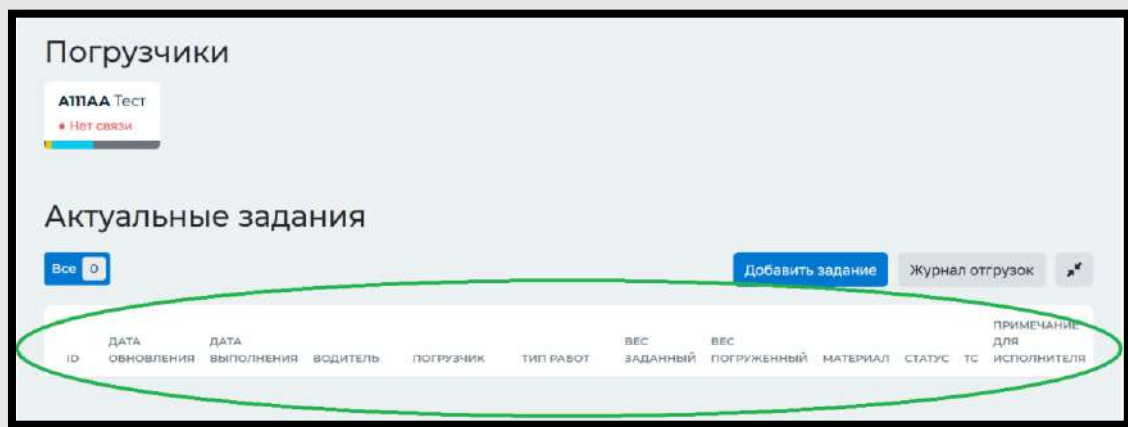 Погрузчики
А111АА Тест
Нет связи
Актуальные задания
Все 0
Добавить задание
Журнал отгрузок
ID
ДАТА
ОБНОВЛЕНИЯ
ДАТА
ВЫПОЛНЕНИЯ
ВОДИТЕЛЬ
ПОГРУЗЧИК
ТИП РАБОТ
ВЕС
ЗАДАННЫЙ
ВЕС
ПОГРУЖЕННЫЙ
МАТЕРИАЛ
СТАТУС
ТС
ПРИМЕЧАНИЕ
ДЛЯ
ИСПОЛНИТЕЛЯ